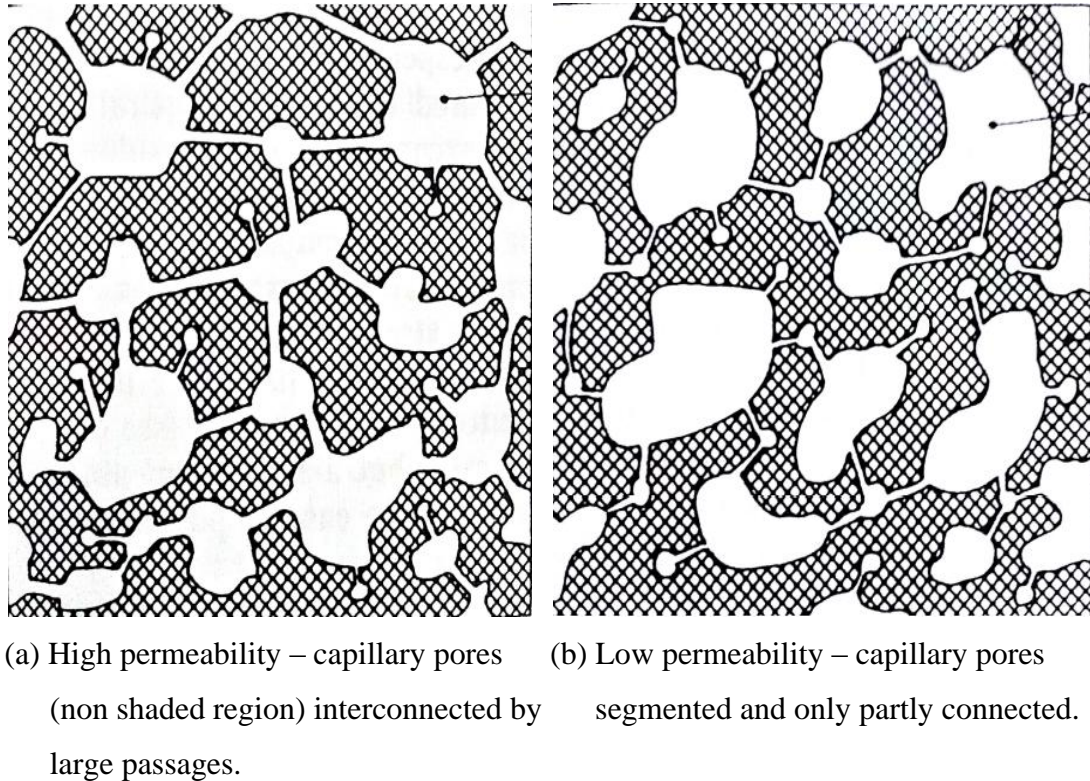 (a) High permeability – capillary pores
(non shaded region) interconnected by
large passages.
(b) Low permeability – capillary pores
segmented and only partly connected.